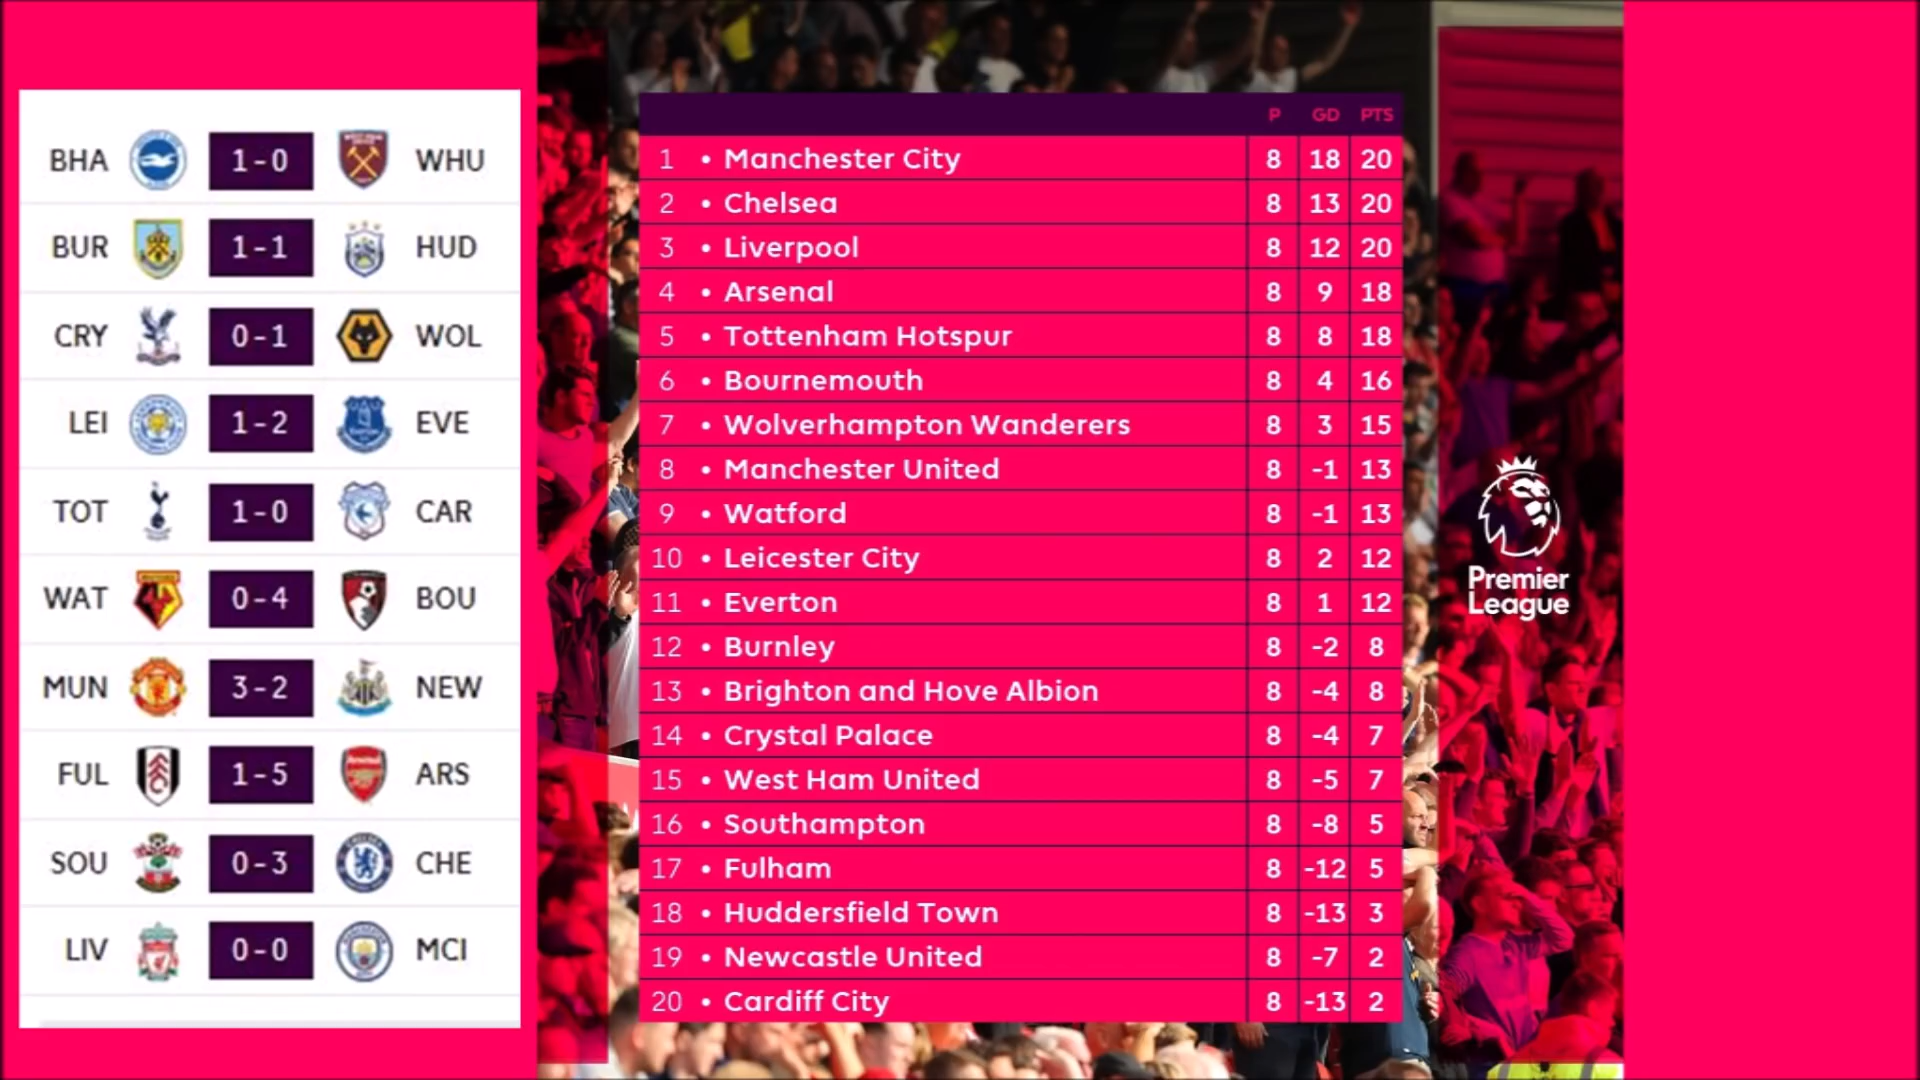 BHA 1-0 WHU
BUR 1-1 HUD
CRY 0-1 WOL
LEI 1-2 EVE
TOT 1-0 CAR
WAT 0-4 BOU
MUN 3-2 NEW
FUL 1-5 ARS
SOU 0-3 CHE
LIV 0-0 MCI
P GD PTS
1 • Manchester City 8 18 20
2 • Chelsea 8 13 20
3 • Liverpool 8 12 20
4 • Arsenal 8 9 18
5 • Tottenham Hotspur 8 8 18
6 • Bournemouth 8 4 16
7 • Wolverhampton Wanderers 8 3 15
8 • Manchester United 8 -1 13
9 • Watford 8 -1 13
10 • Leicester City 8 2 12
11 • Everton 8 1 12
12 • Burnley 8 -2 8
13 • Brighton and Hove Albion 8 -4 8
14 • Crystal Palace 8 -4 7
15 • West Ham United 8 -5 7
16 • Southampton 8 -8 5
17 • Fulham 8 -12 5
18 • Huddersfield Town 8 -13 3
19 • Newcastle United 8 -7 2
20 • Cardiff City 8 -13 2
Premier
League